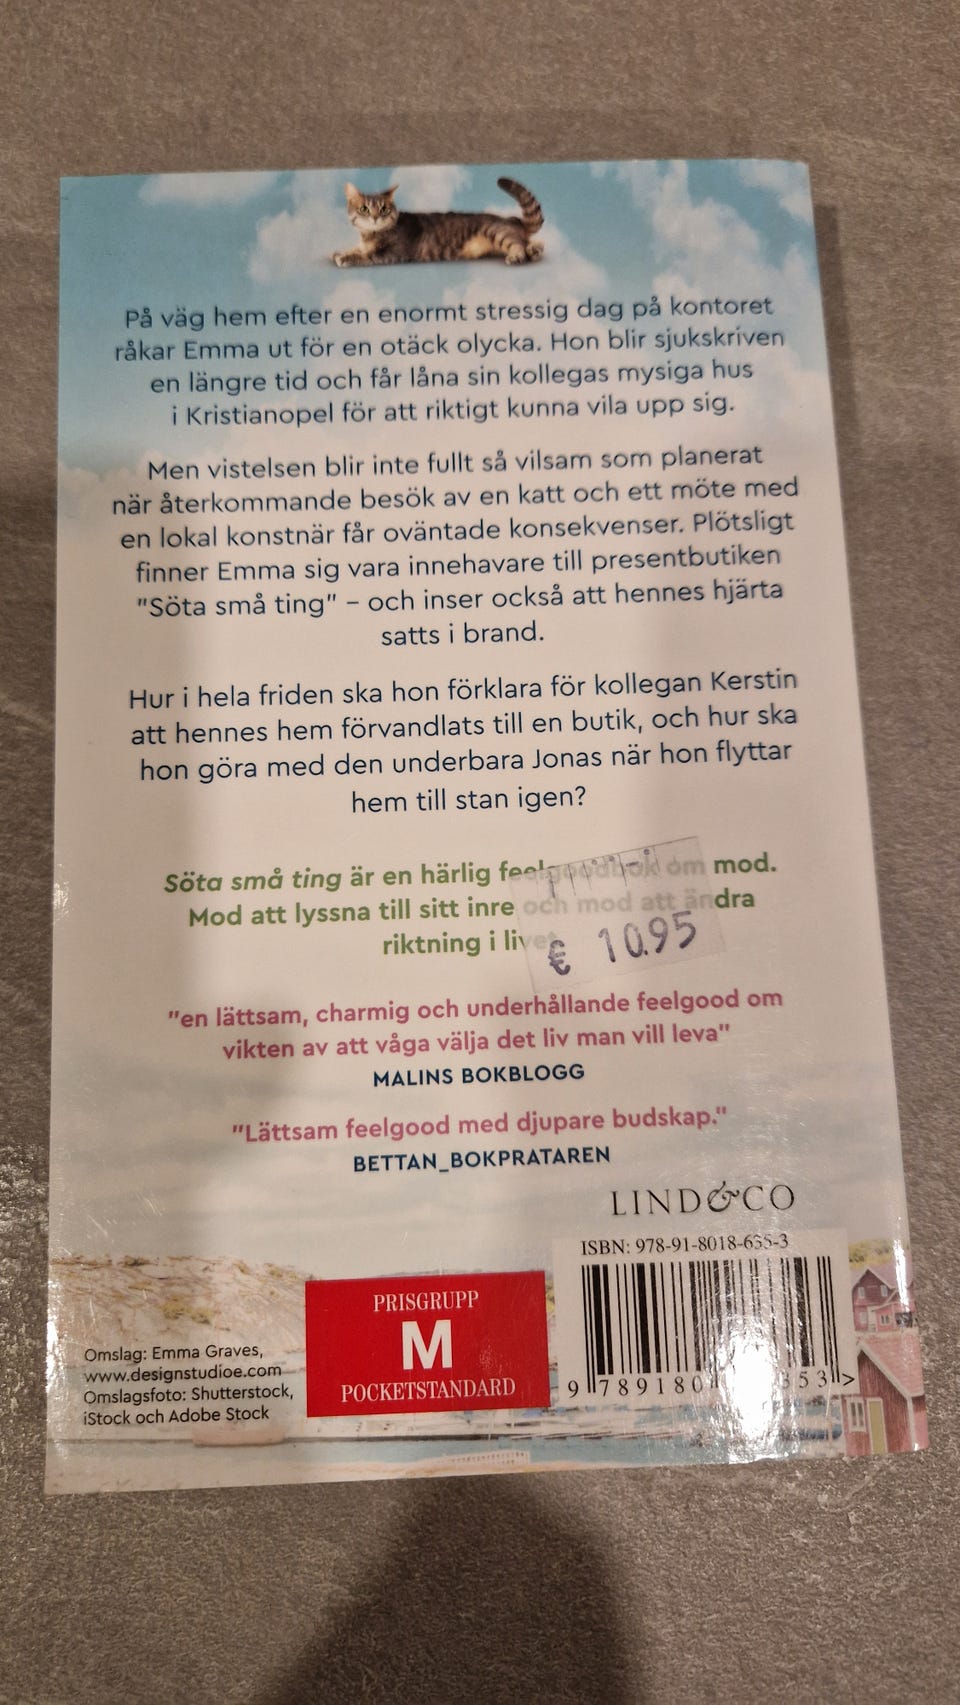 På väg hem efter en enormt stressig dag på kontoret
råkar Emma ut för en otäck olycka. Hon blir sjukskriven
en längre tid och får låna sin kollegas mysiga hus
i Kristianopel för att riktigt kunna vila upp sig.
Men vistelsen blir inte fullt så vilsam som planerat
när återkommande besök av en katt och ett möte med
en lokal konstnär får oväntade konsekvenser. Plötsligt
finner Emma sig vara innehavare till presentbutiken
"Söta små ting" – och inser också att hennes hjärta
satts i brand.
Hur i hela friden ska hon förklara för kollegan Kerstin
att hennes hem förvandlats till en butik, och hur ska
hon göra med den underbara Jonas när hon flyttar
hem till stan igen?
Söta små ting är en härlig feelgoodbok om mod.
Mod att lyssna till sitt inre och mod att ändra
riktning i livet.
€ 10.95
"en lättsam, charmig och underhållande feelgood om
vikten av att våga välja det liv man vill leva"
MALINS BOKBLOGG
"Lättsam feelgood med djupare budskap."
BETTAN_BOKPRATAREN
LIND&CO
ISBN: 978-91-8018-635-3
PRISGRUPP
M
POCKETSTANDARD
Omslag: Emma Graves,
www.designstudioe.com
Omslagsfoto: Shutterstock,
iStock och Adobe Stock
9 789180 353 >